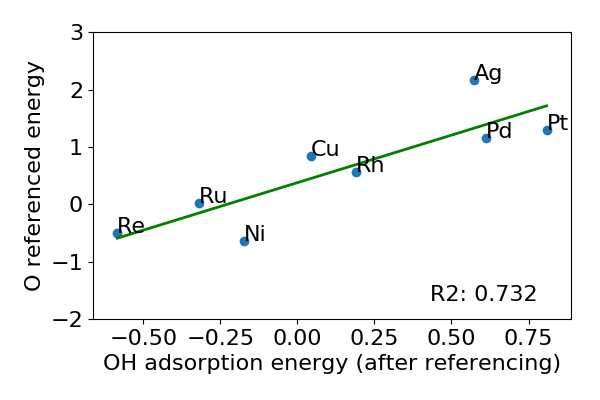 3
2
1
0
−1
−2
O referenced energy
Ag
Pt
Pd
Cu
Rh
Ru
Re
Ni
R2: 0.732
−0.50 −0.25 0.00 0.25 0.50 0.75
OH adsorption energy (after referencing)